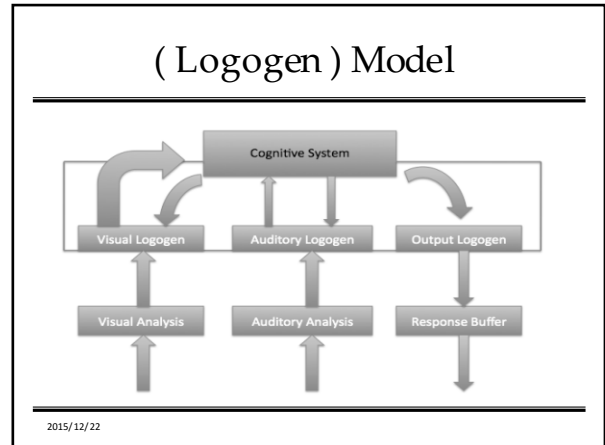 ( Logogen ) Model
Cognitive System
Visual Logogen
Auditory Logogen
Output Logogen
Visual Analysis
Auditory Analysis
Response Buffer
2015/12/22